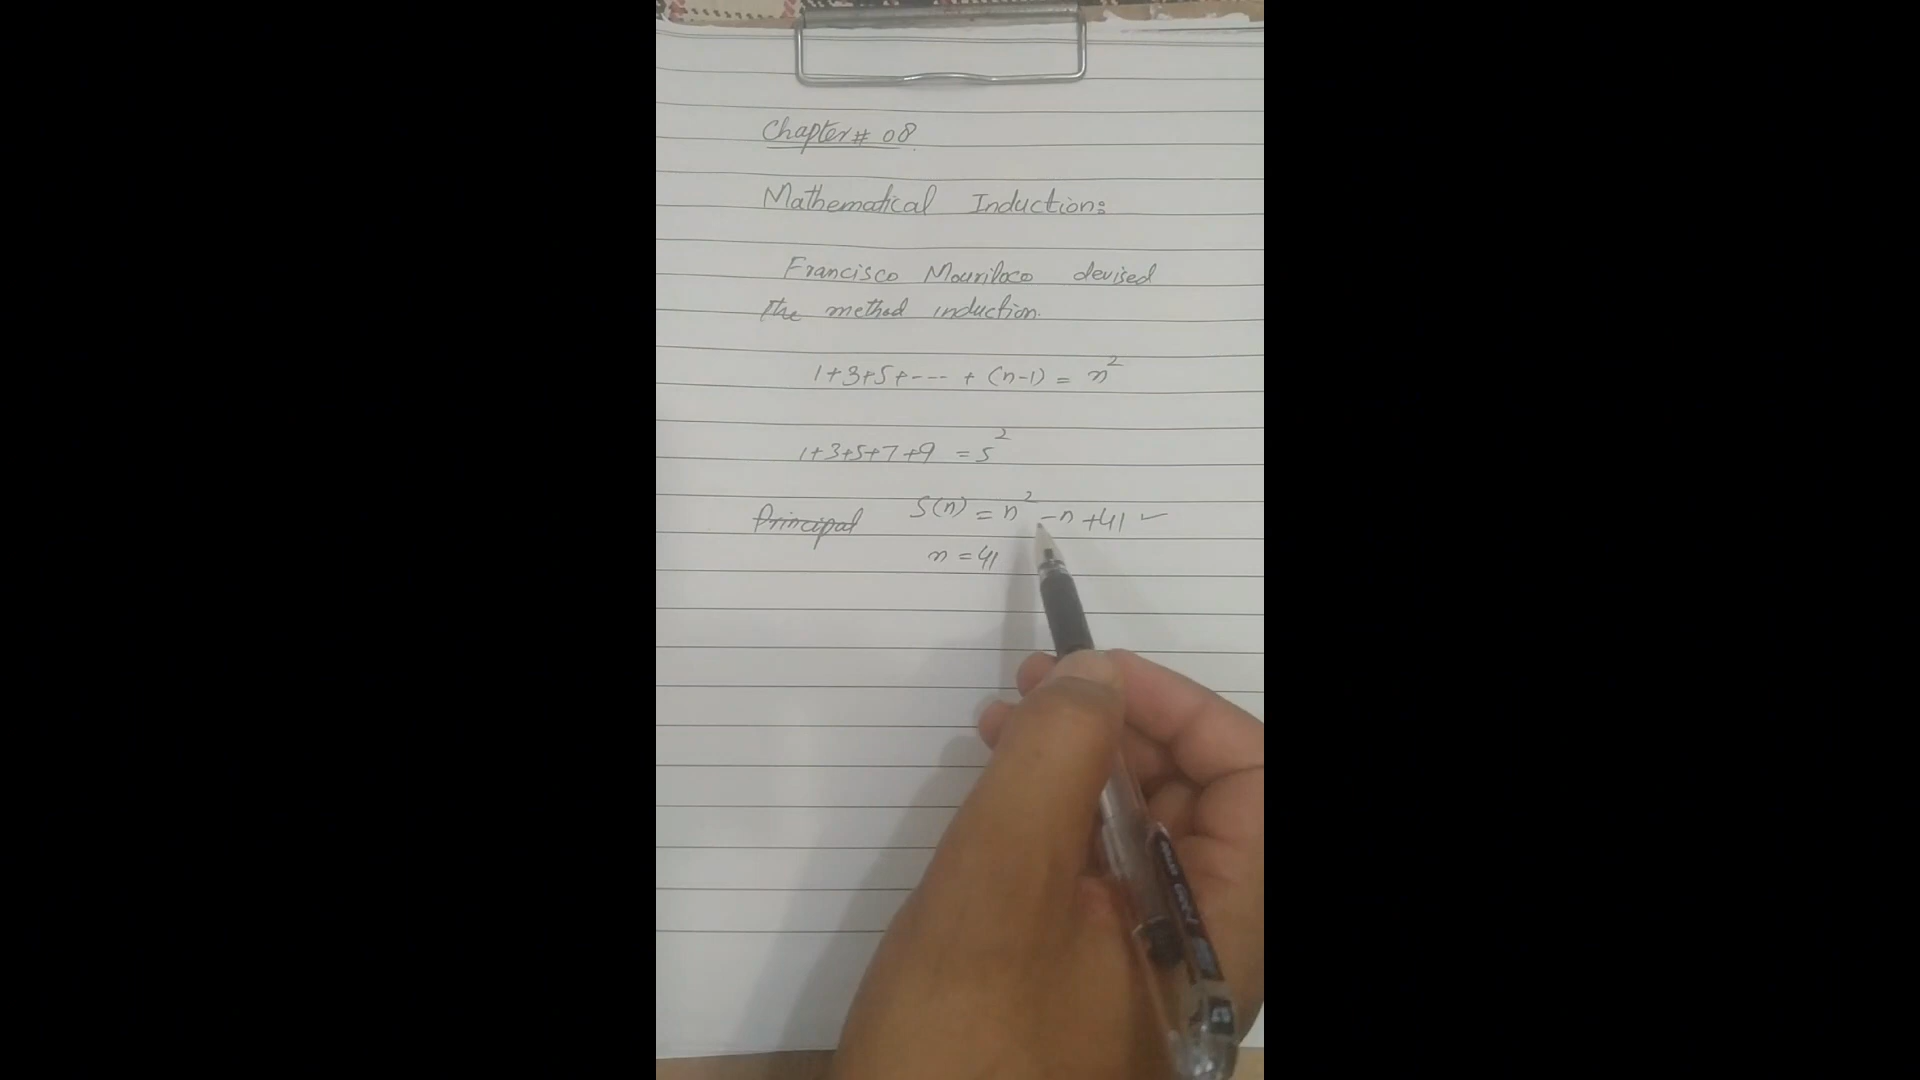 Chapter # 08
Mathematical Induction:
Francisco Mouriloco devised
the method induction.
1+3+5+---- + (n-1) = n²
1+3+5+7+9 = 5²
Principal S(n) = n² -n +41 ✓
n = 41